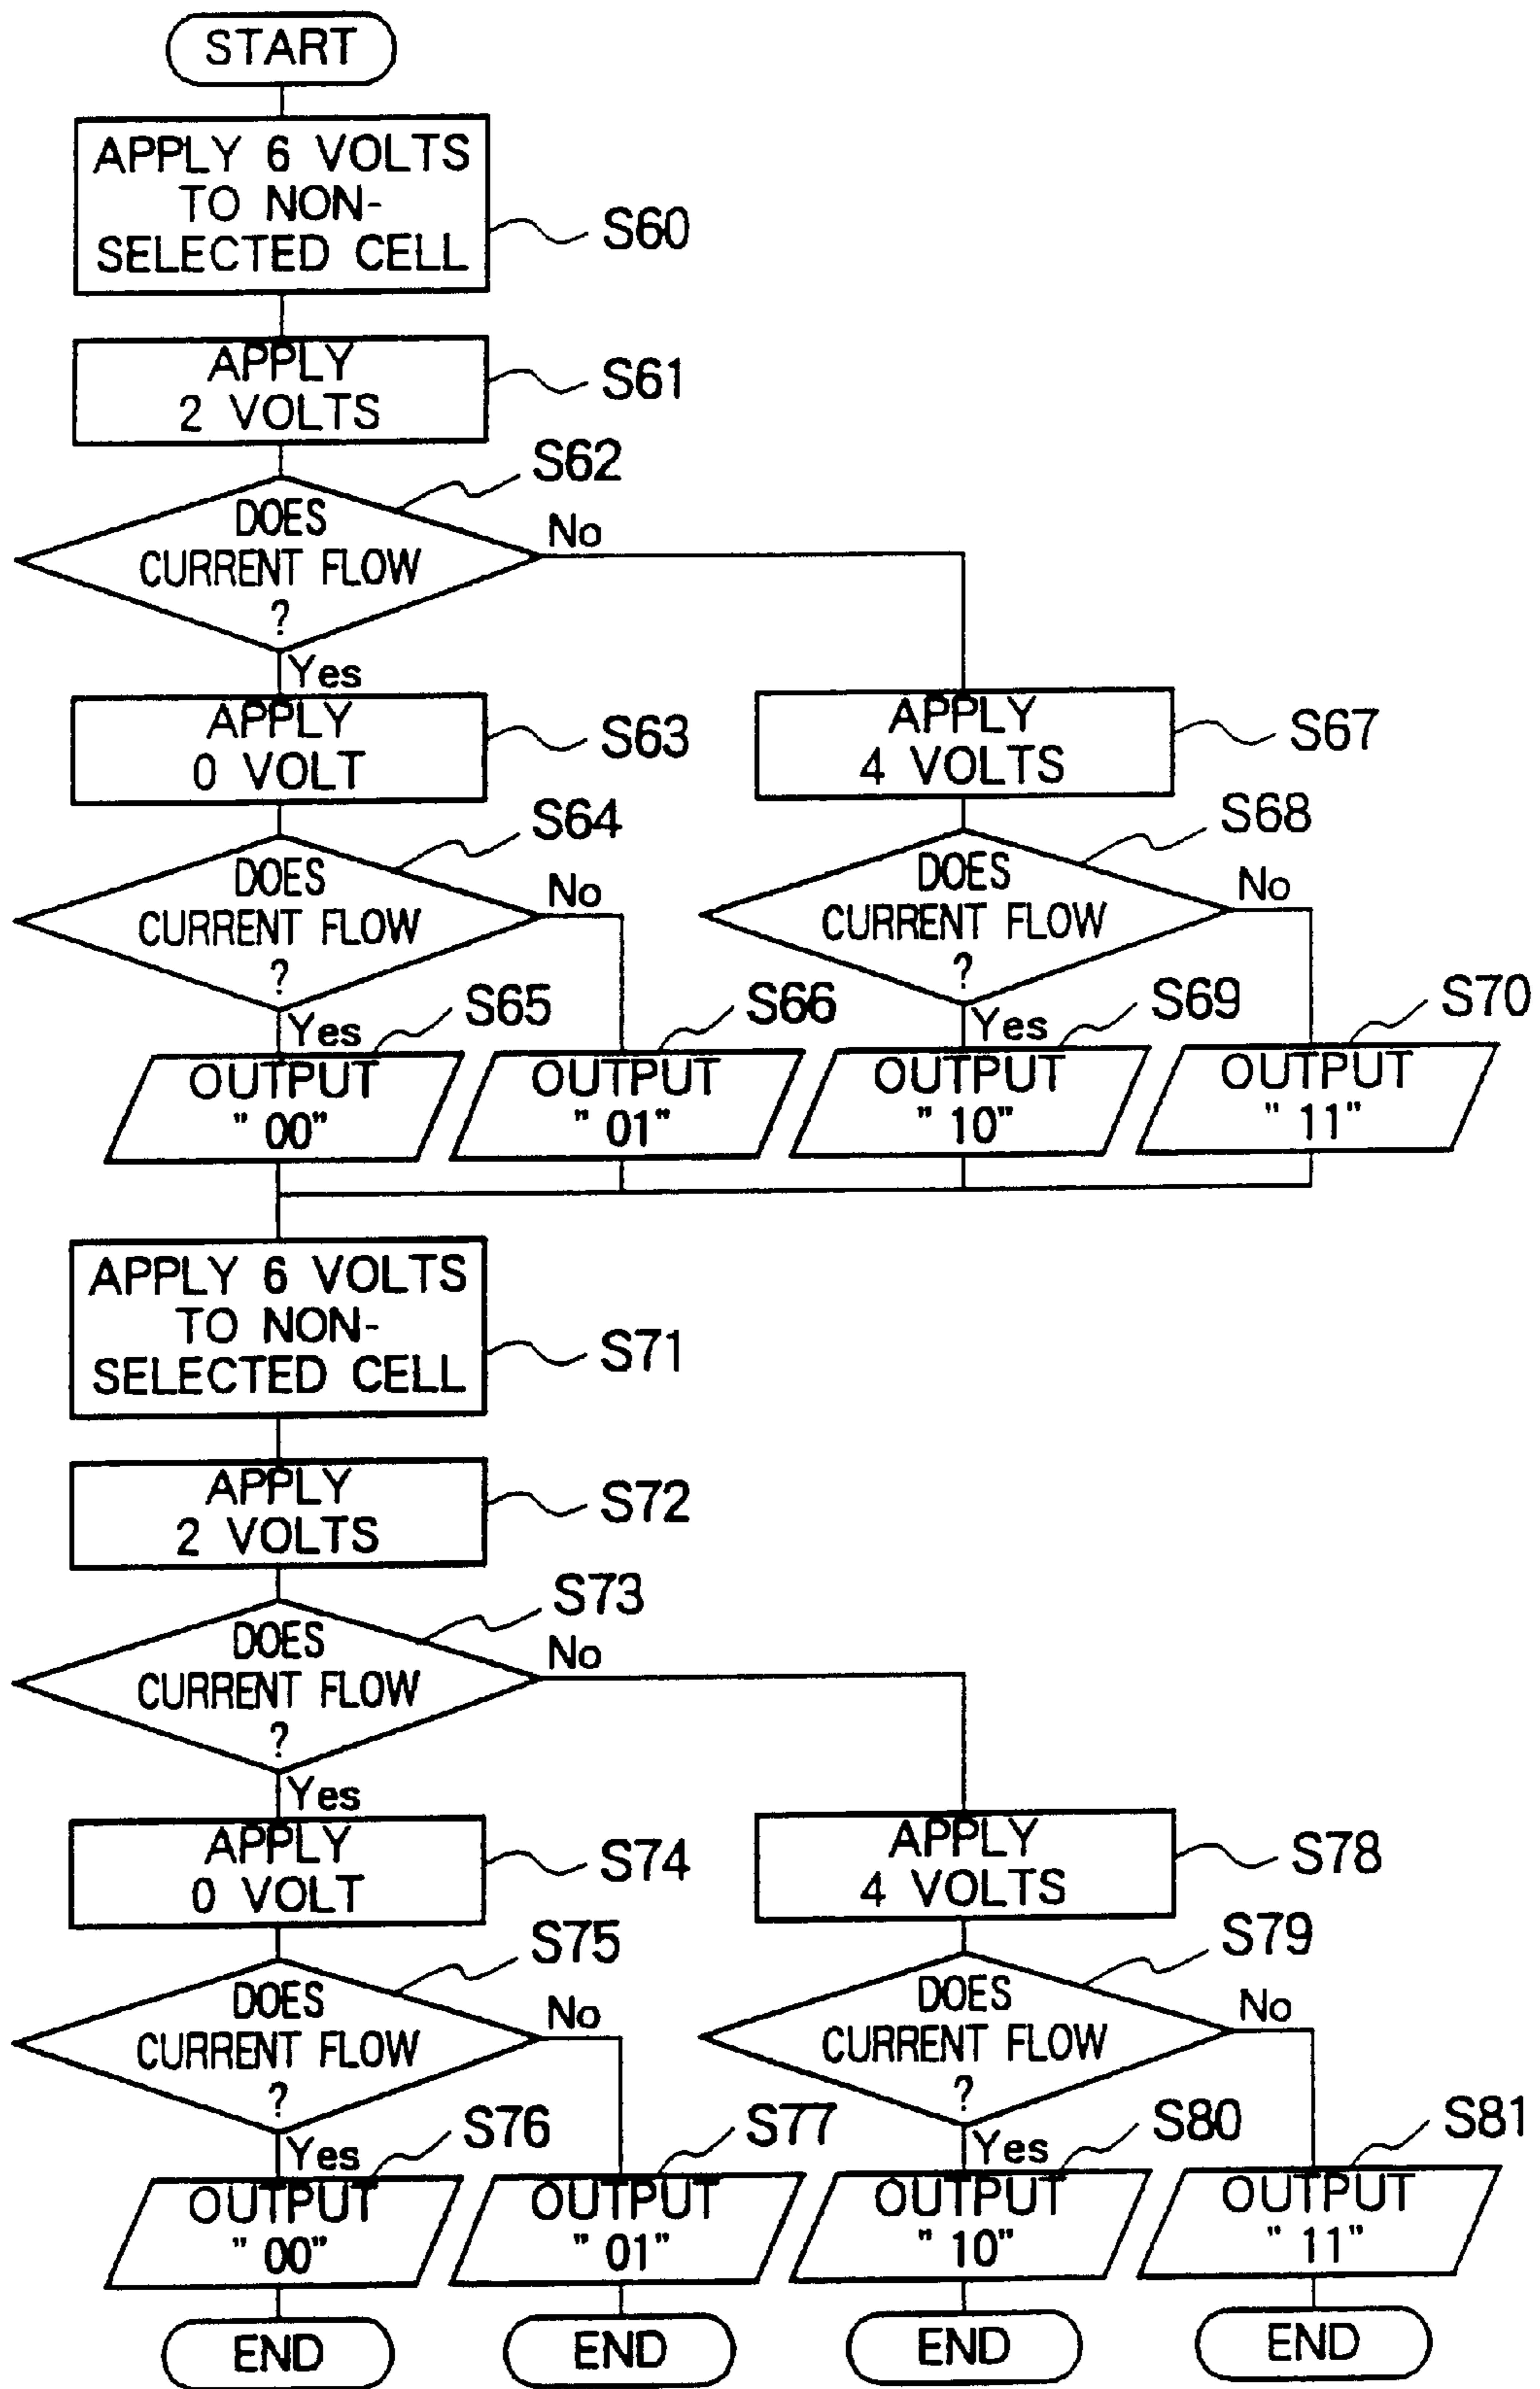 START
APPLY 6 VOLTS
TO NON-
SELECTED CELL
S60
APPLY
2 VOLTS
S61
S62
DOES
CURRENT FLOW
?
No
Yes
APPLY
0 VOLT
S63
APPLY
4 VOLTS
S67
S64
DOES
CURRENT FLOW
?
No
Yes
S68
DOES
CURRENT FLOW
?
No
Yes
S65
OUTPUT
" 00"
S66
OUTPUT
" 01"
S69
OUTPUT
" 10"
S70
OUTPUT
" 11"
APPLY 6 VOLTS
TO NON-
SELECTED CELL
S71
APPLY
2 VOLTS
S72
S73
DOES
CURRENT FLOW
?
No
Yes
APPLY
0 VOLT
S74
APPLY
4 VOLTS
S78
S75
DOES
CURRENT FLOW
?
No
Yes
S79
DOES
CURRENT FLOW
?
No
Yes
S76
OUTPUT
" 00"
S77
OUTPUT
" 01"
S80
OUTPUT
" 10"
S81
OUTPUT
" 11"
END
END
END
END